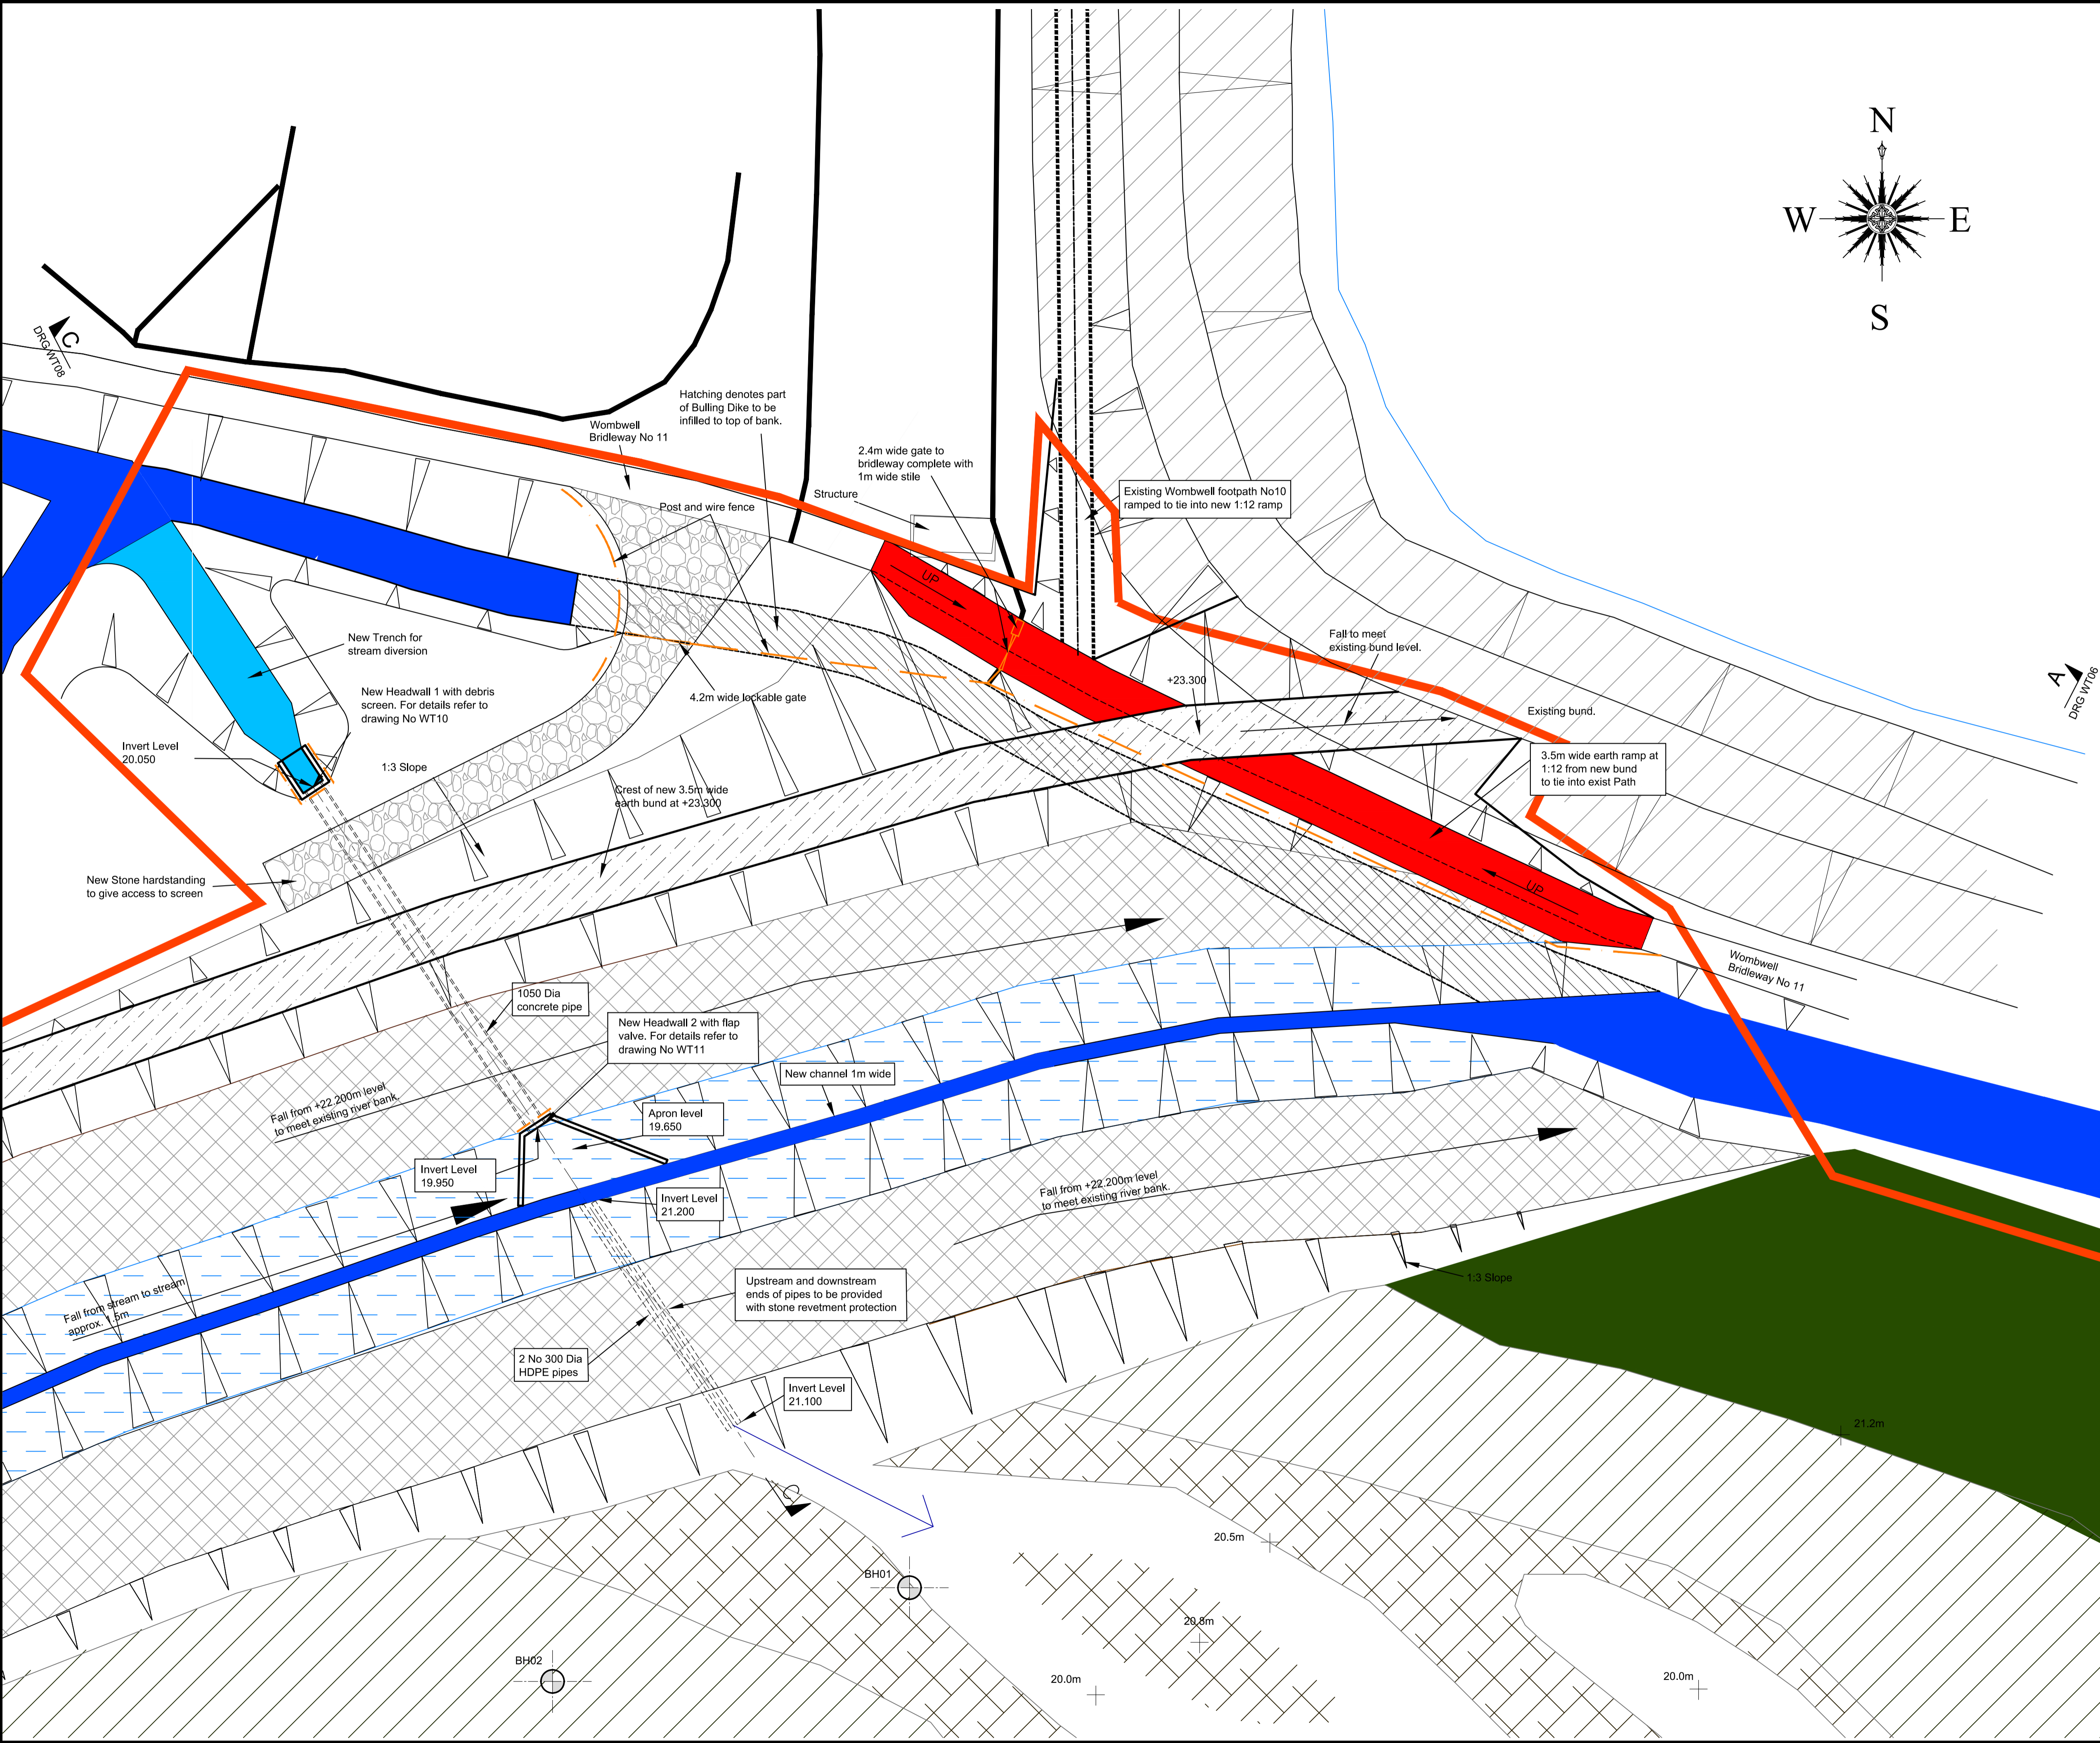 N
W
E
S
C
DRG WT08
Hatching denotes part
of Bulling Dike to be
infilled to top of bank.
Wombwell
Bridleway No 11
2.4m wide gate to
bridleway complete with
1m wide stile
Structure
Post and wire fence
Existing Wombwell footpath No10
ramped to tie into new 1:12 ramp
UP
New Trench for
stream diversion
Fall to meet
existing bund level.
A
DRG WT06
+23.300
New Headwall 1 with debris
screen. For details refer to
drawing No WT10
4.2m wide lockable gate
Existing bund.
Invert Level
20.050
1:3 Slope
3.5m wide earth ramp at
1:12 from new bund
to tie into exist Path
Crest of new 3.5m wide
earth bund at +23.300
New Stone hardstanding
to give access to screen
UP
Wombwell
Bridleway No 11
1050 Dia
concrete pipe
New Headwall 2 with flap
valve. For details refer to
drawing No WT11
New channel 1m wide
Fall from +22.200m level
to meet existing river bank.
Apron level
19.650
Invert Level
19.950
Invert Level
21.200
Fall from +22.200m level
to meet existing river bank.
Upstream and downstream
ends of pipes to be provided
with stone revetment protection
1:3 Slope
Fall from stream to stream
approx. 1.5m
2 No 300 Dia
HDPE pipes
Invert Level
21.100
21.2m
C
20.5m
BH01
20.8m
BH02
20.0m
20.0m